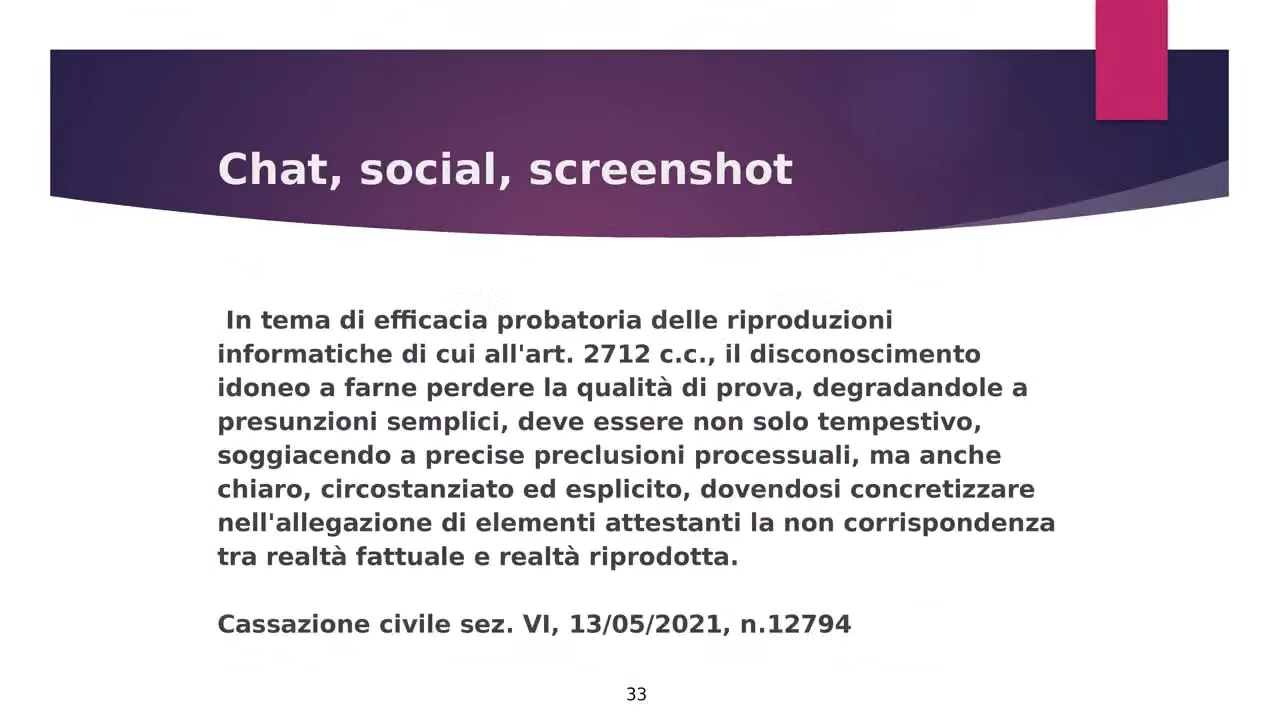 Chat, social, screenshot
In tema di efficacia probatoria delle riproduzioni
informatiche di cui all'art. 2712 c.c., il disconoscimento
idoneo a farne perdere la qualità di prova, degradandole a
presunzioni semplici, deve essere non solo tempestivo,
soggiacendo a precise preclusioni processuali, ma anche
chiaro, circostanziato ed esplicito, dovendosi concretizzare
nell'allegazione di elementi attestanti la non corrispondenza
tra realtà fattuale e realtà riprodotta.
Cassazione civile sez. VI, 13/05/2021, n.12794
33